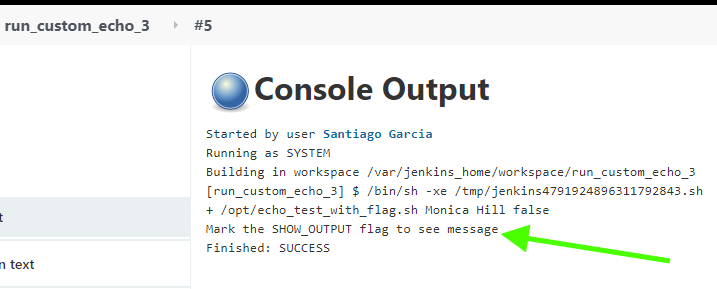 run_custom_echo_3 #5
Console Output
Started by user Santiago Garcia
Running as SYSTEM
Building in workspace /var/jenkins_home/workspace/run_custom_echo_3
[run_custom_echo_3] $ /bin/sh -xe /tmp/jenkins4791924896311792843.sh
+ /opt/echo_test_with_flag.sh Monica Hill false
Mark the SHOW_OUTPUT flag to see message
Finished: SUCCESS
t
n text